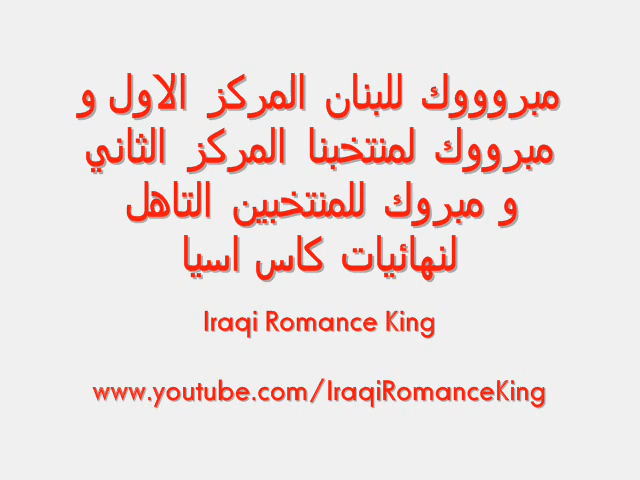 مبروووك للبنان المركز الاول و
مبرووك لمنتخبنا المركز الثاني
و مبروك للمنتخبين التاهل
لنهائيات كاس اسيا
Iraqi Romance King
www.youtube.com/IraqiRomanceKing